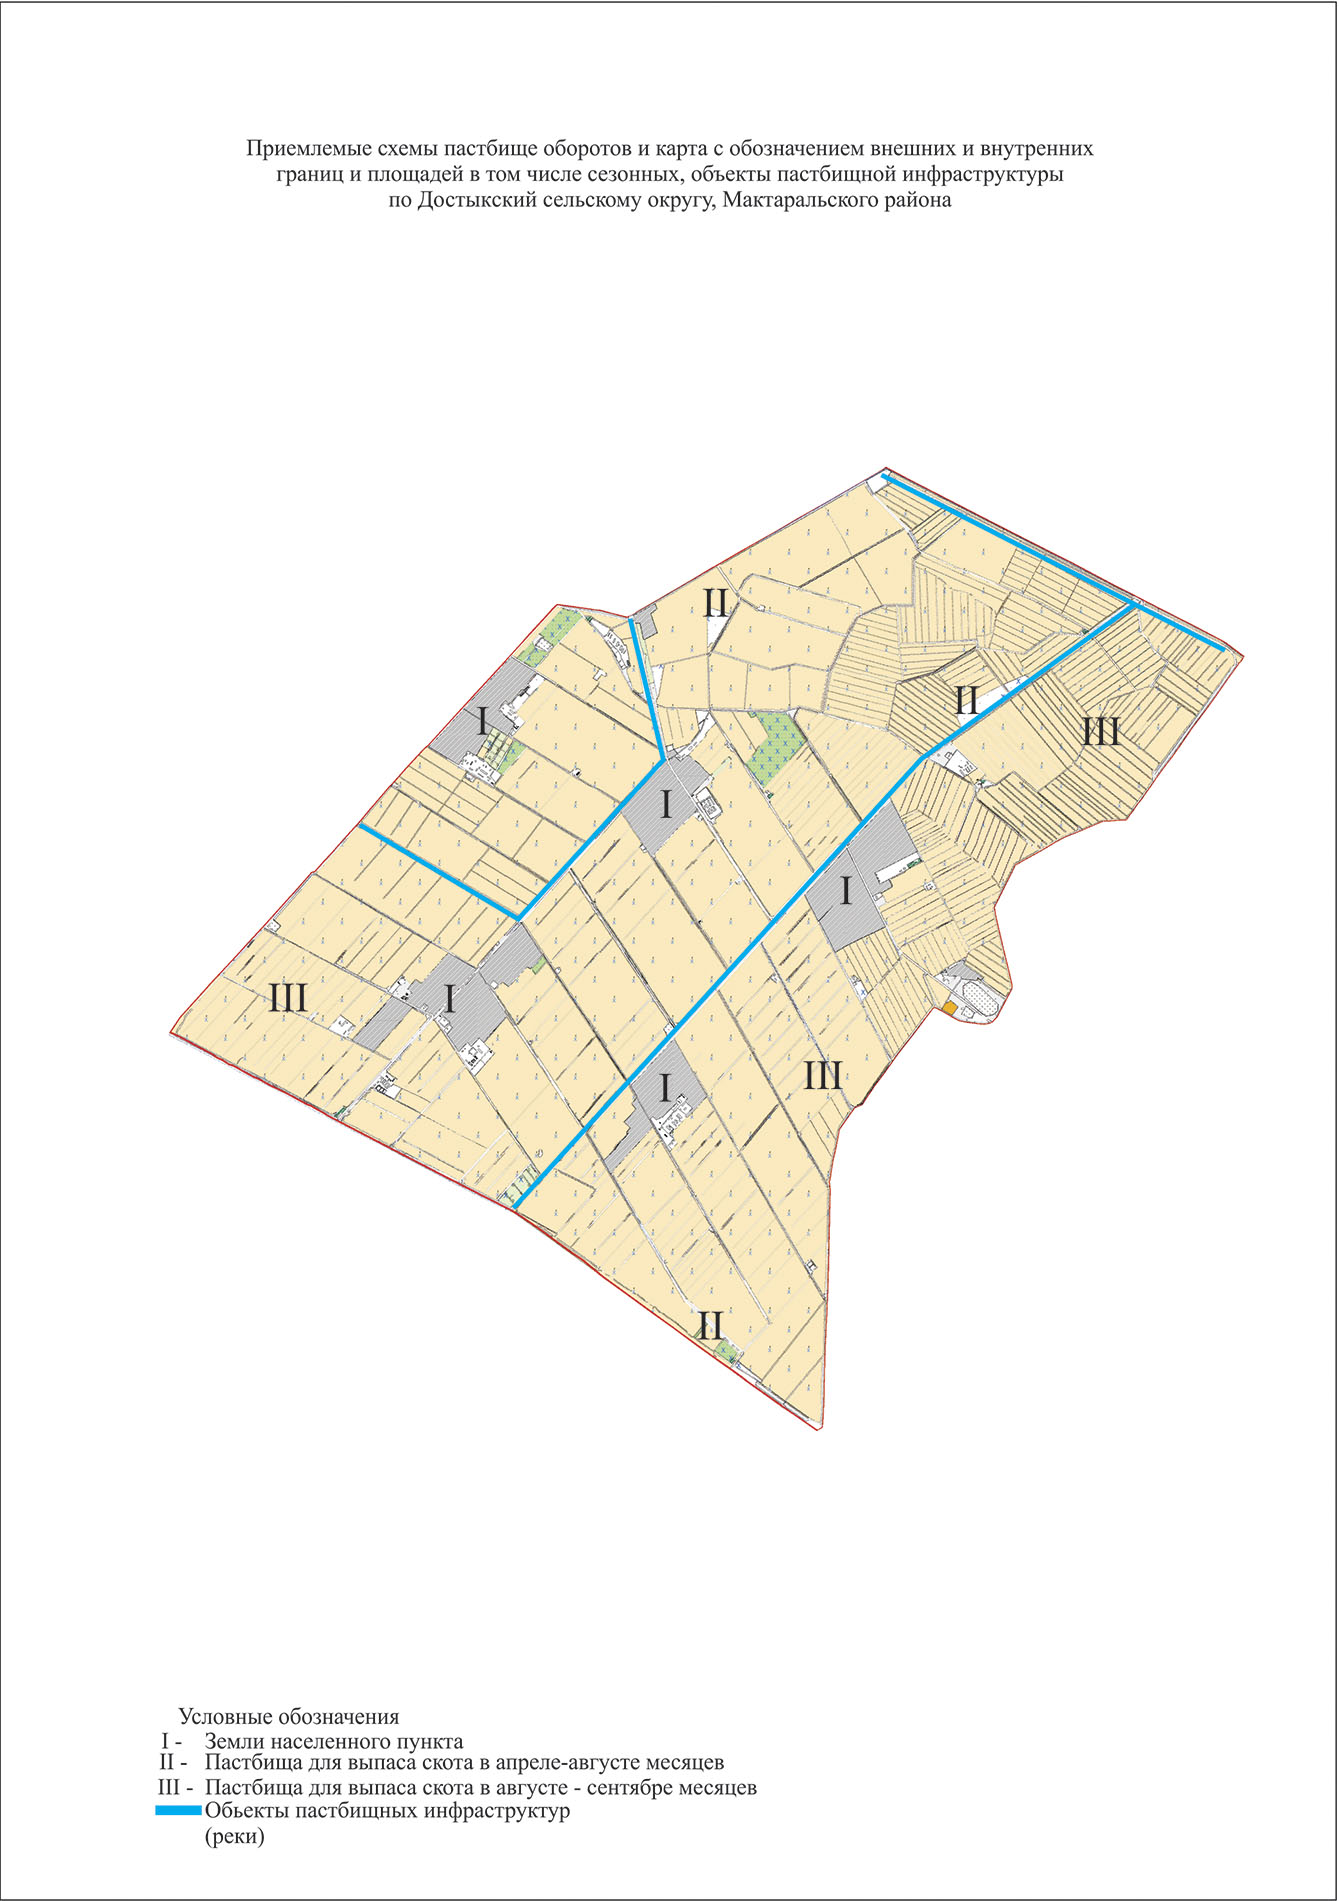 Приемлемые схемы пастбище оборотов и карта с обозначением внешних и внутренних
границ и площадей в том числе сезонных, объекты пастбищной инфраструктуры
по Достыкский сельскому округу, Мактаральского района
II
I
II
III
I
I
III
I
III
I
II
Условные обозначения
I - Земли населенного пункта
II - Пастбища для выпаса скота в апреле-августе месяцев
III - Пастбища для выпаса скота в августе - сентябре месяцев
Обьекты пастбищных инфраструктур
(реки)